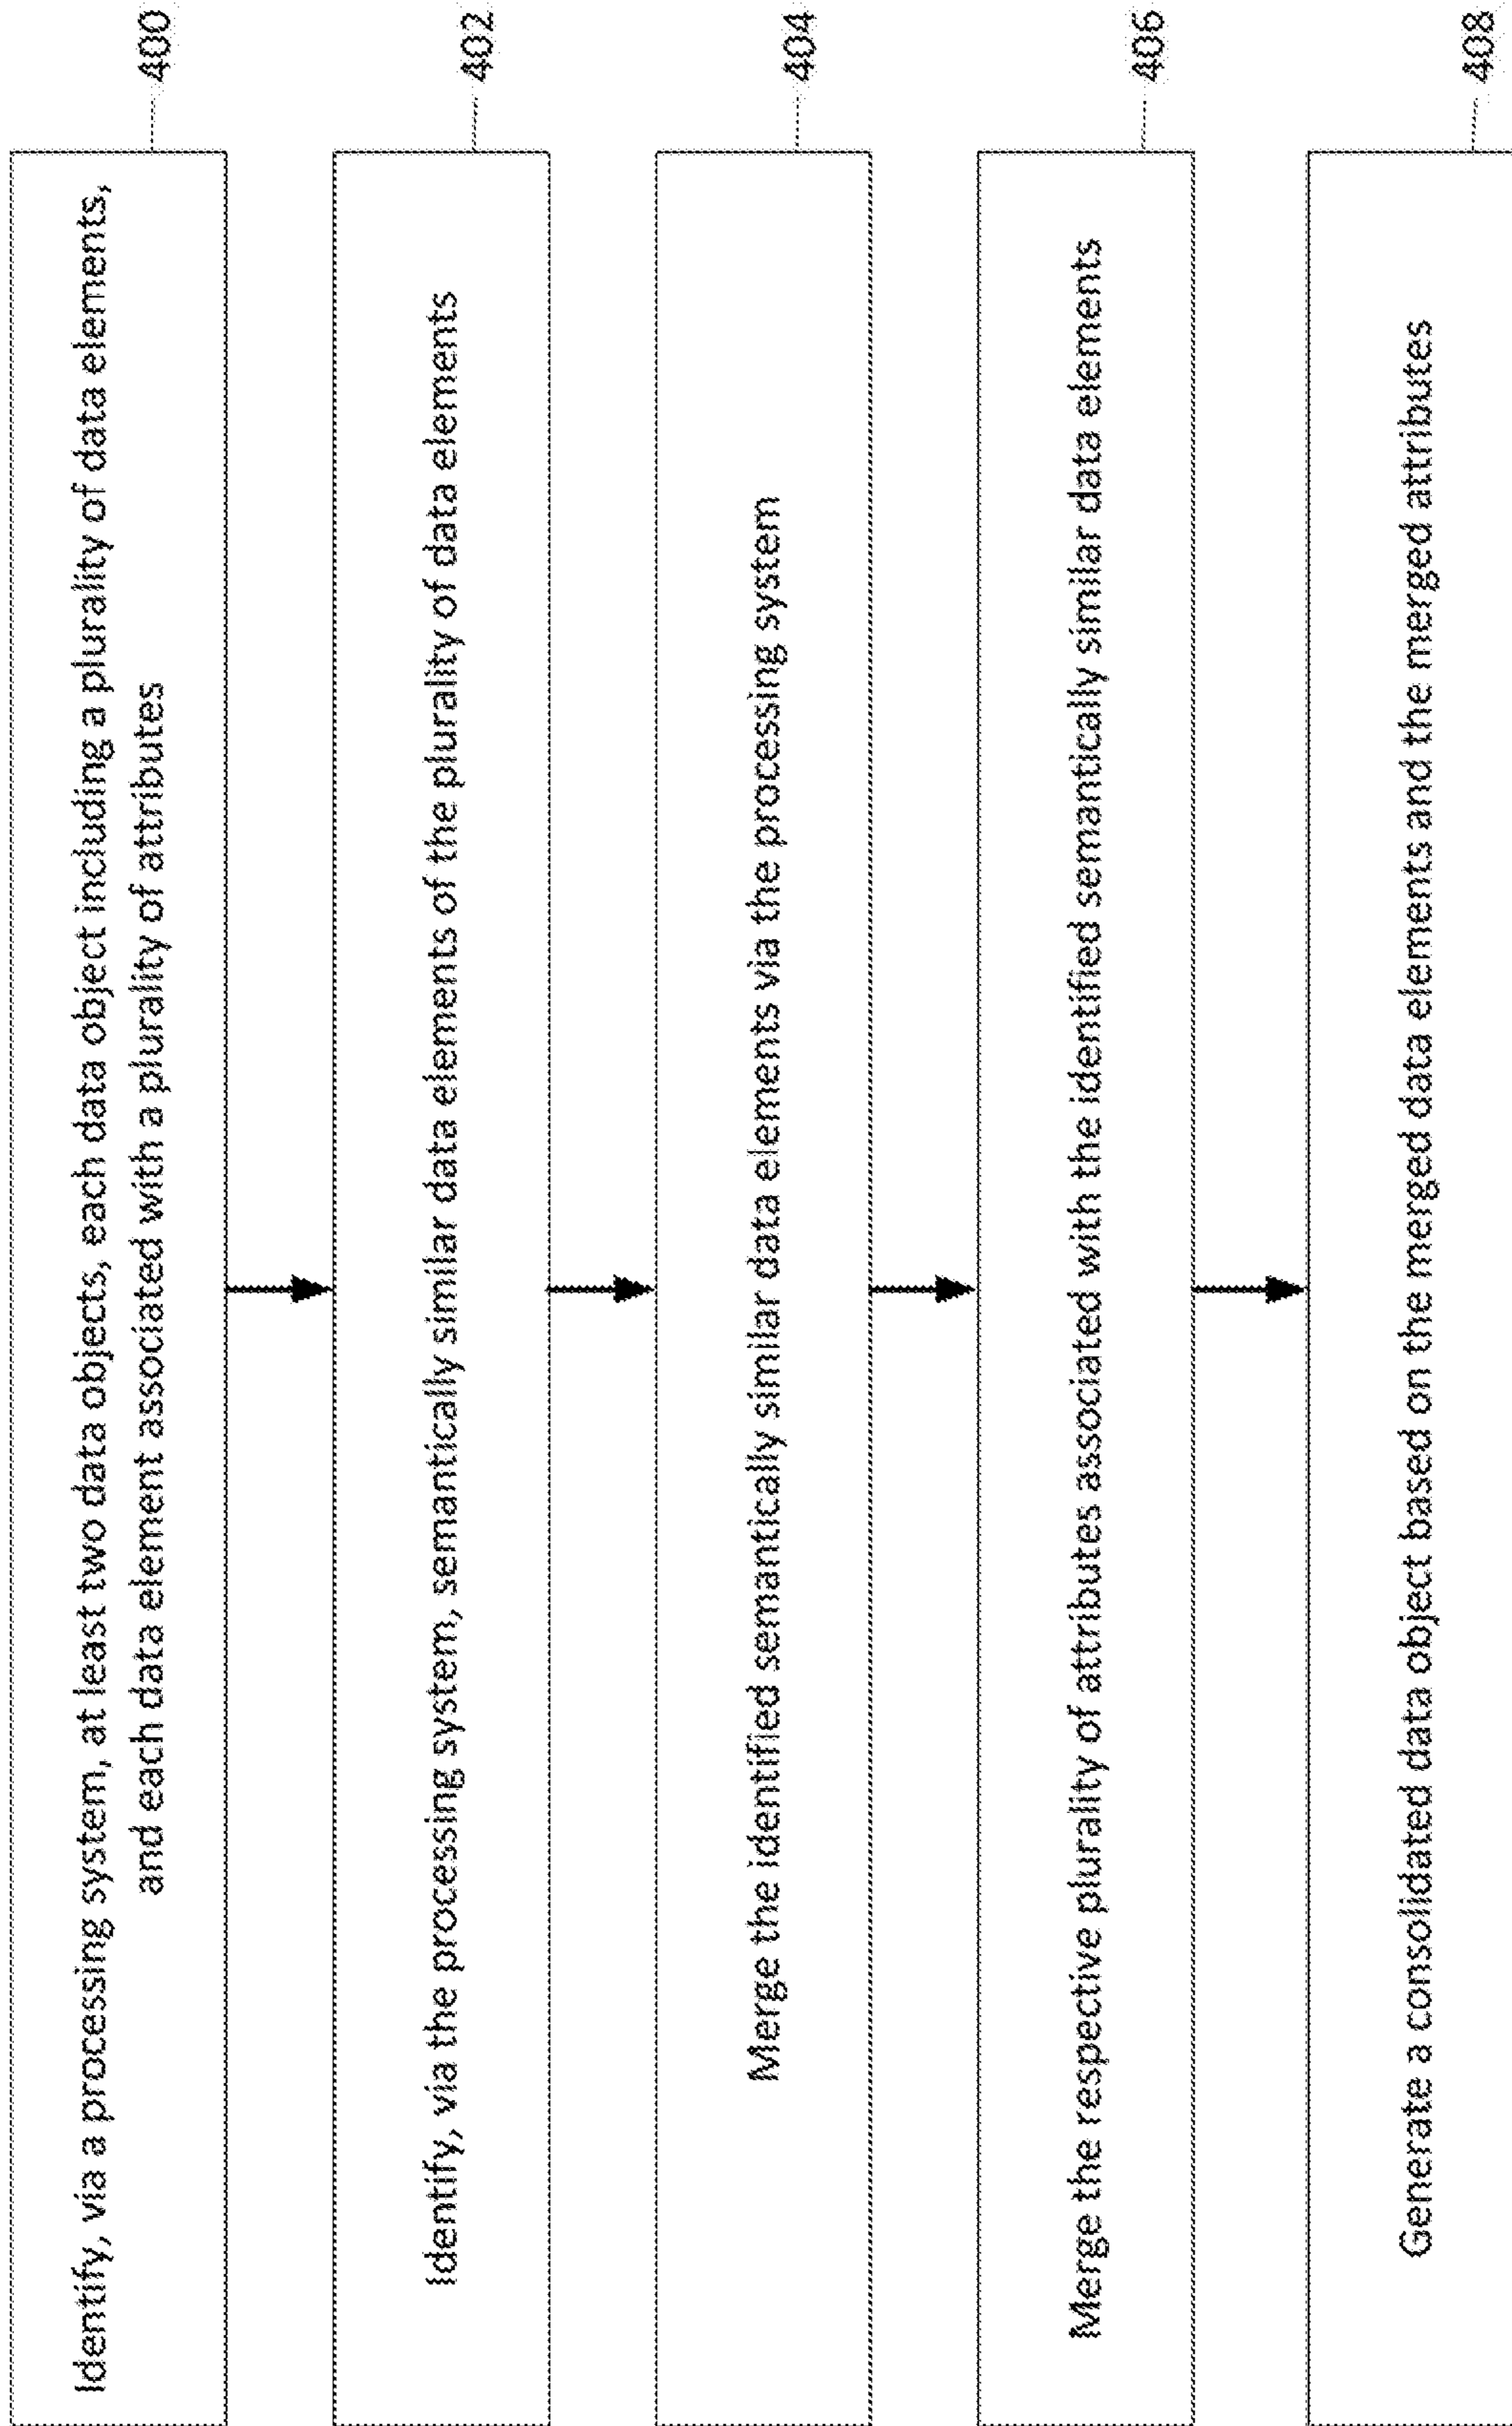 Identify, via a processing system, at least two data objects, each data object including a plurality of data elements,
and each data element associated with a plurality of attributes
400
Identify, via the processing system, semantically similar data elements of the plurality of data elements
402
Merge the identified semantically similar data elements via the processing system
404
Merge the respective plurality of attributes associated with the identified semantically similar data elements
406
Generate a consolidated data object based on the merged data elements and the merged attributes
408